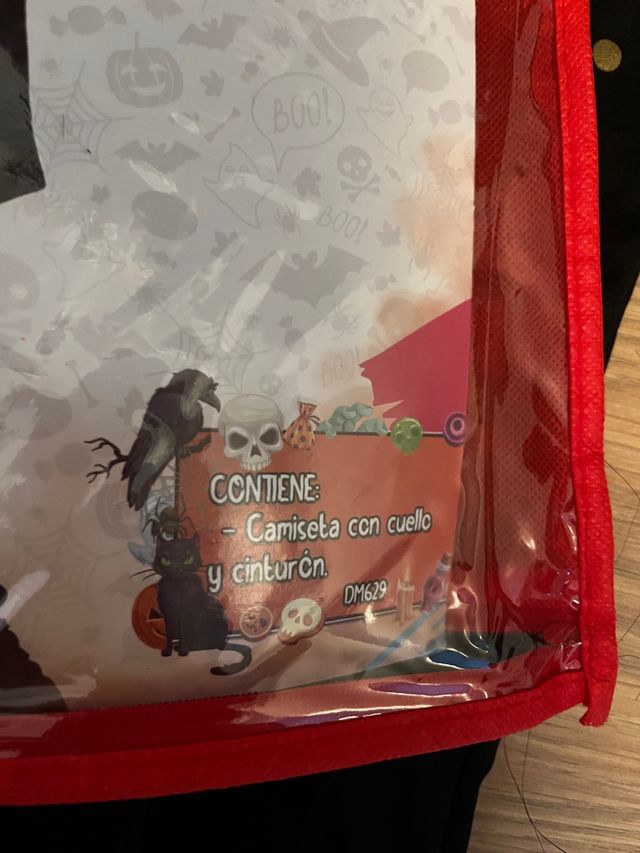 BOO!
BOO!
BOO!
CONTIENE:
- Camiseta con cuello
y cinturón.
DM629